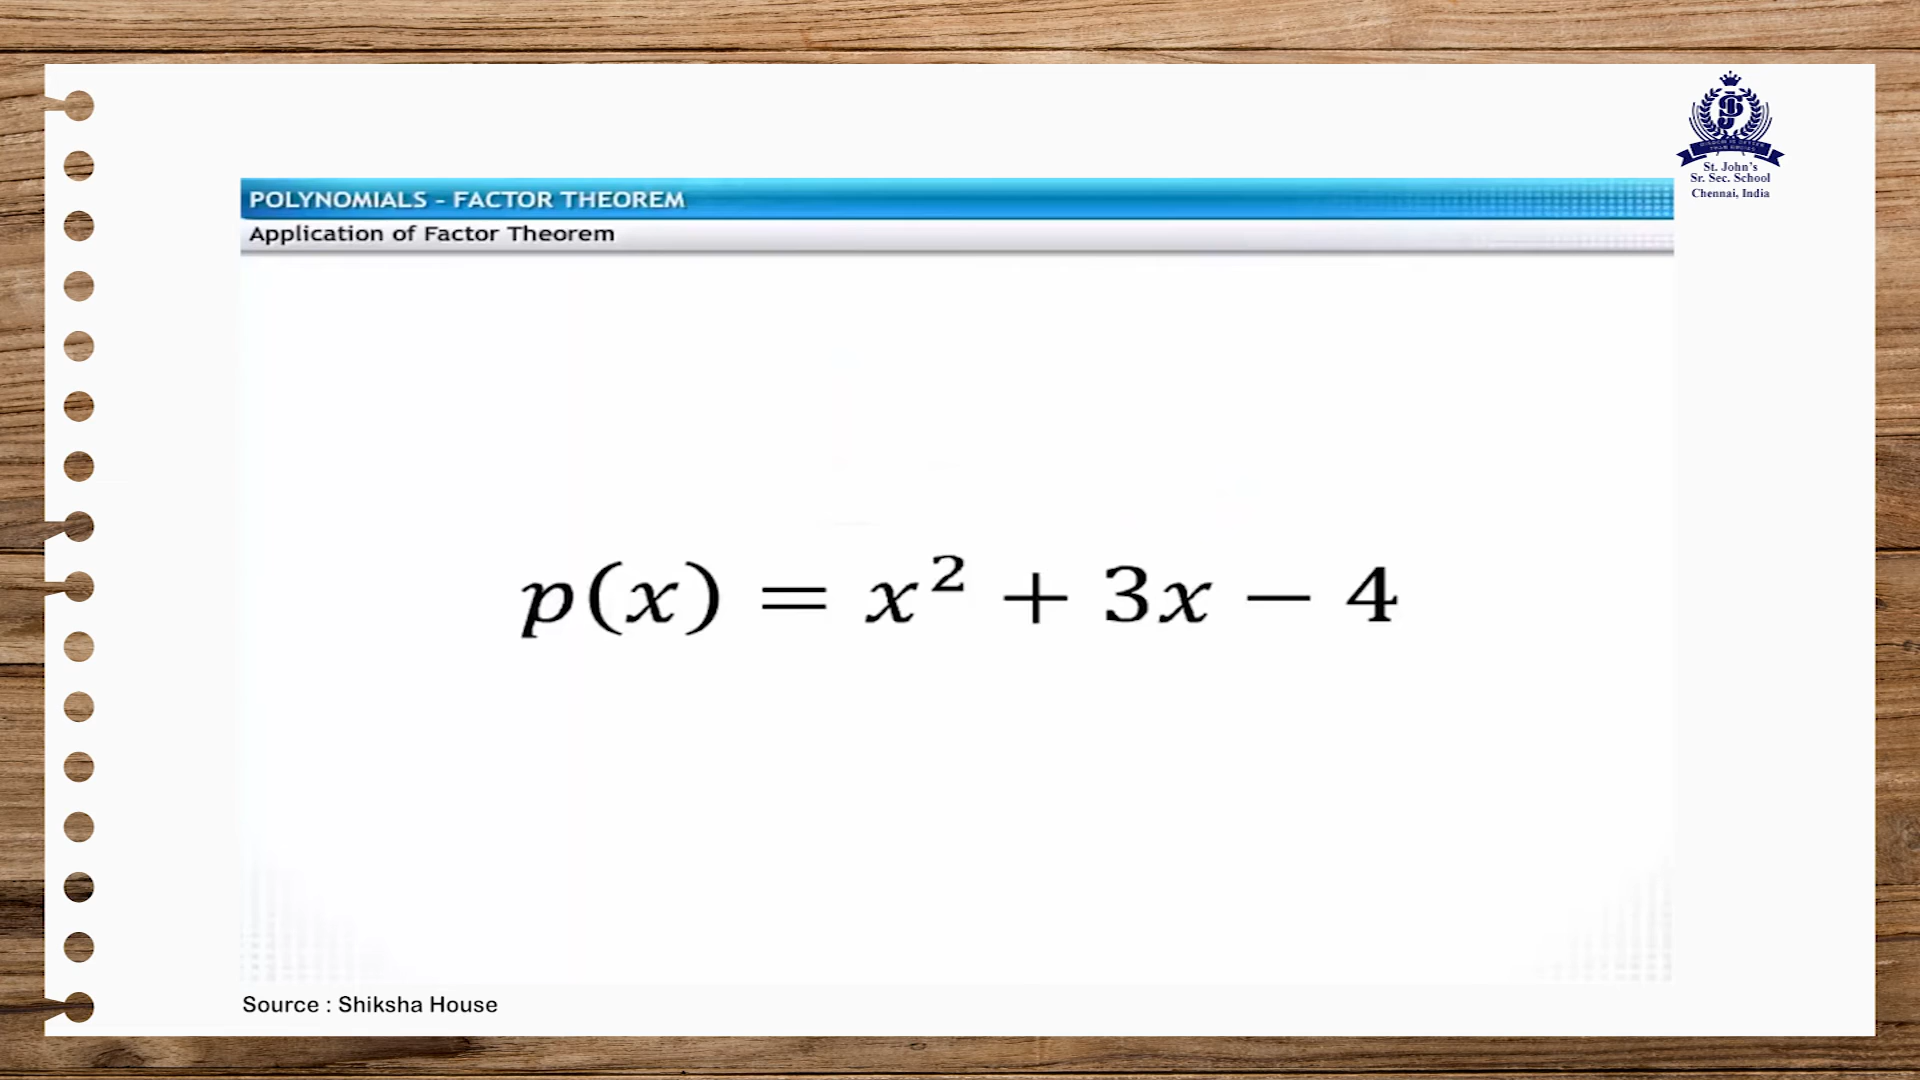 St. John's
Sr. Sec. School
Chennai, India
POLYNOMIALS - FACTOR THEOREM
Application of Factor Theorem
p(x) = x² + 3x − 4
Source : Shiksha House